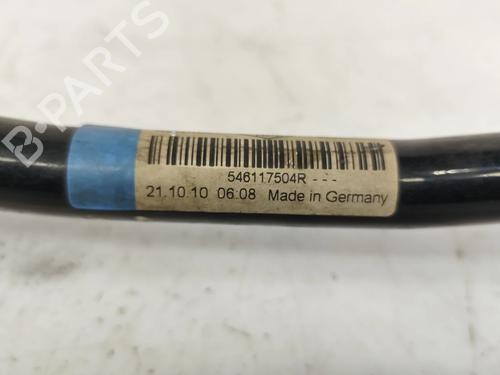 B-PARTS
546117504R - - -
21.10.10 06:08 Made in Germany